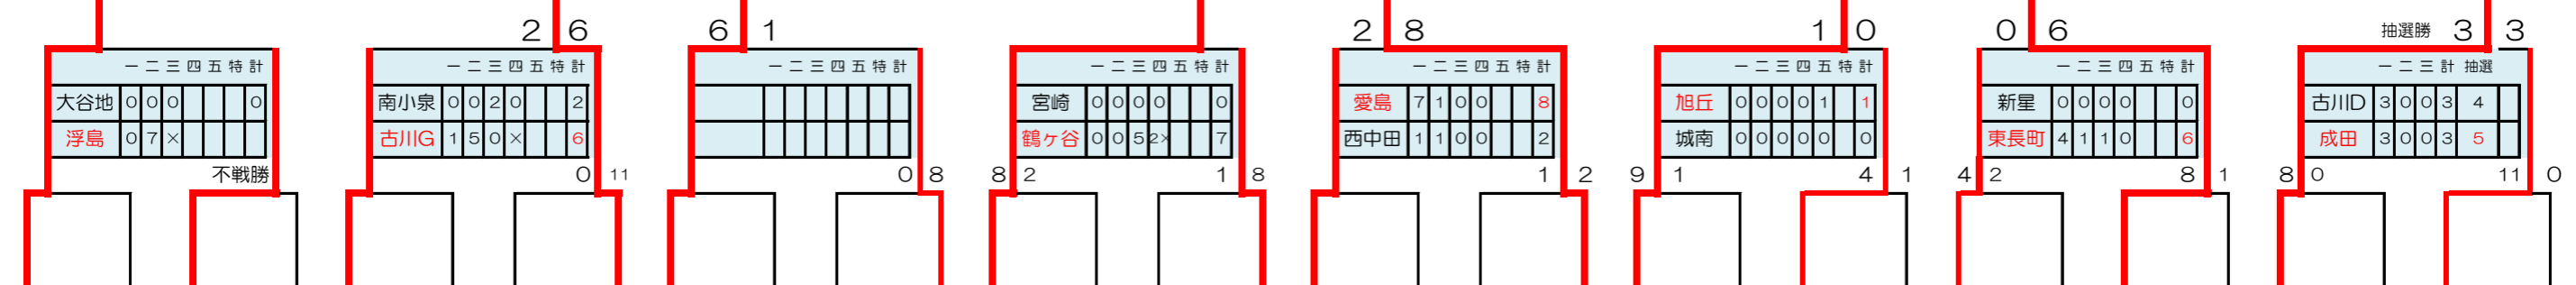 2 6
6 1
2 8
1 0
0 6
抽選勝 3 3
一 二 三 四 五 特 計
大谷地 0 0 0 0
浮島 0 7 ×
不戦勝
一 二 三 四 五 特 計
南小泉 0 0 2 0 2
古川G 1 5 0 × 6
0 11
一 二 三 四 五 特 計
0 8
一 二 三 四 五 特 計
宮崎 0 0 0 0 0
鶴ヶ谷 0 0 5 2× 7
8 2 1 8
一 二 三 四 五 特 計
愛島 7 1 0 0 8
西中田 1 1 0 0 2
1 2
一 二 三 四 五 特 計
旭丘 0 0 0 0 1 1
城南 0 0 0 0 0 0
9 1 4 1
一 二 三 四 五 特 計
新星 0 0 0 0 0
東長町 4 1 1 0 6
4 2 8 1
一 二 三 計 抽選
古川D 3 0 0 3 4
成田 3 0 0 3 5
8 0 11 0